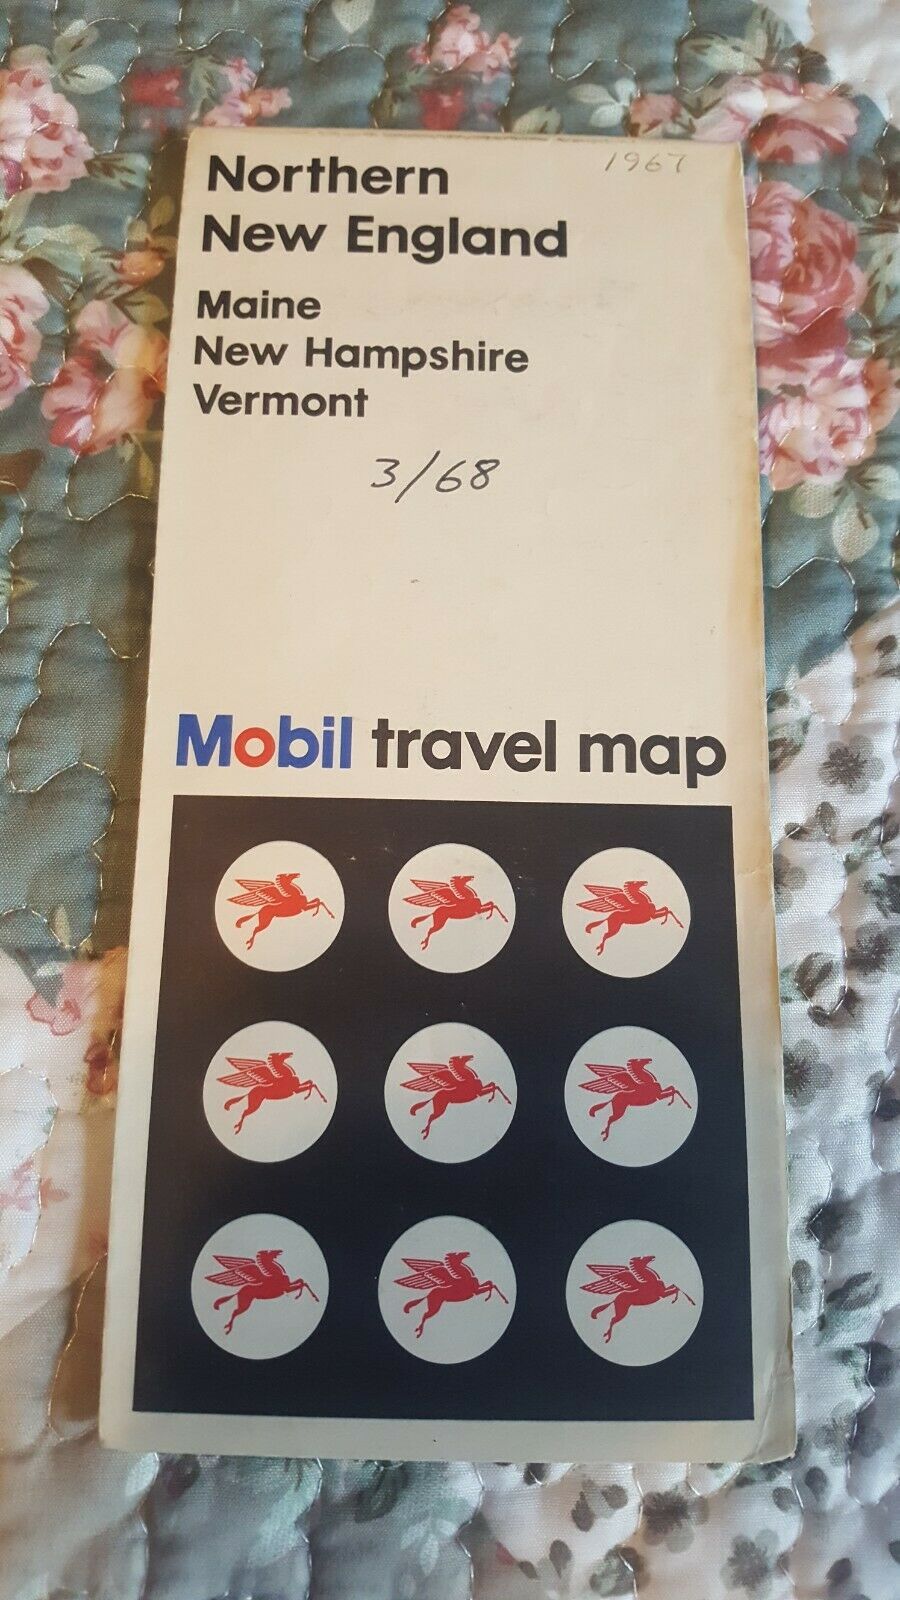 1967
Northern
New England
Maine
New Hampshire
Vermont
3/68
Mobil travel map